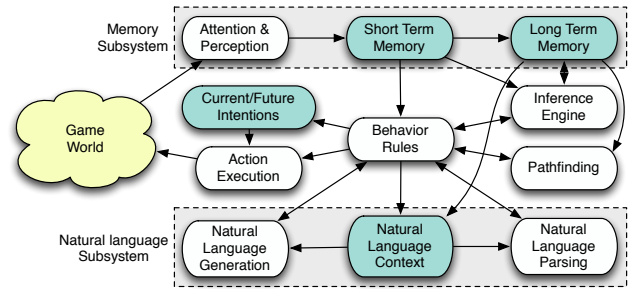 Memory
Subsystem
Attention &
Perception
Short Term
Memory
Long Term
Memory
Current/Future
Intentions
Inference
Engine
Game
World
Behavior
Rules
Action
Execution
Pathfinding
Natural language
Subsystem
Natural
Language
Generation
Natural
Language
Context
Natural
Language
Parsing